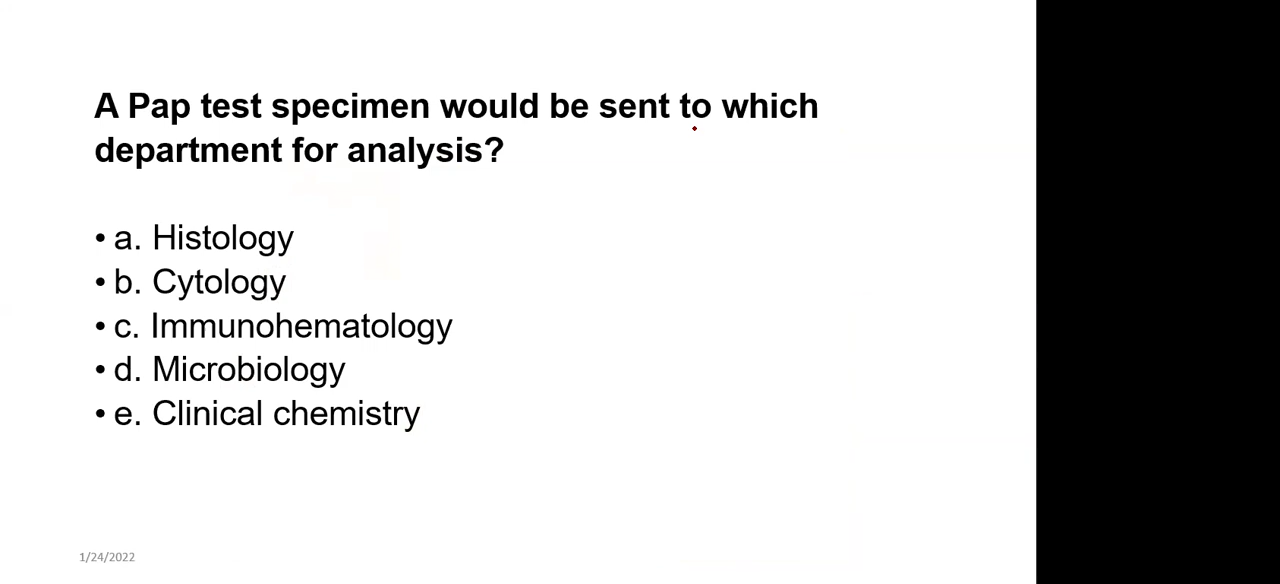 A Pap test specimen would be sent to which
department for analysis?
• a. Histology
• b. Cytology
• c. Immunohematology
• d. Microbiology
• e. Clinical chemistry
1/24/2022